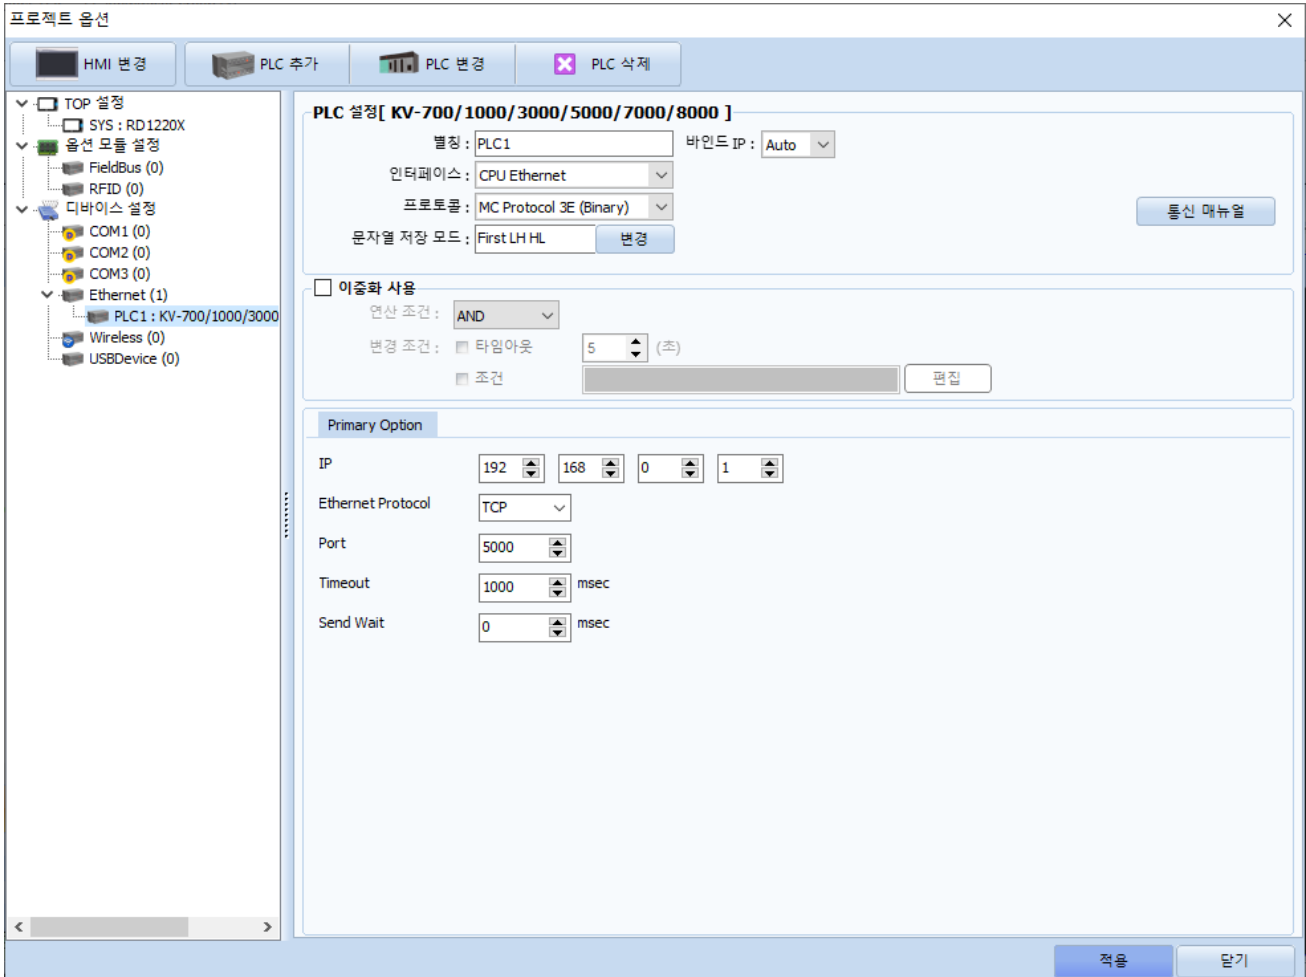 프로젝트 옵션
HMI 변경
PLC 추가
PLC 변경
PLC 삭제
TOP 설정
SYS : RD1220X
옵션 모듈 설정
FieldBus (0)
RFID (0)
디바이스 설정
COM1 (0)
COM2 (0)
COM3 (0)
Ethernet (1)
PLC1 : KV-700/1000/3000
Wireless (0)
USBDevice (0)
PLC 설정[ KV-700/1000/3000/5000/7000/8000 ]
별칭 : PLC1 바인드 IP : Auto
인터페이스 : CPU Ethernet
프로토콜 : MC Protocol 3E (Binary)
통신 매뉴얼
문자열 저장 모드 : First LH HL 변경
이중화 사용
연산 조건 : AND
변경 조건 : 타임아웃 5 (초)
조건 편집
Primary Option
IP 192 168 0 1
Ethernet Protocol TCP
Port 5000
Timeout 1000 msec
Send Wait 0 msec
적용 닫기